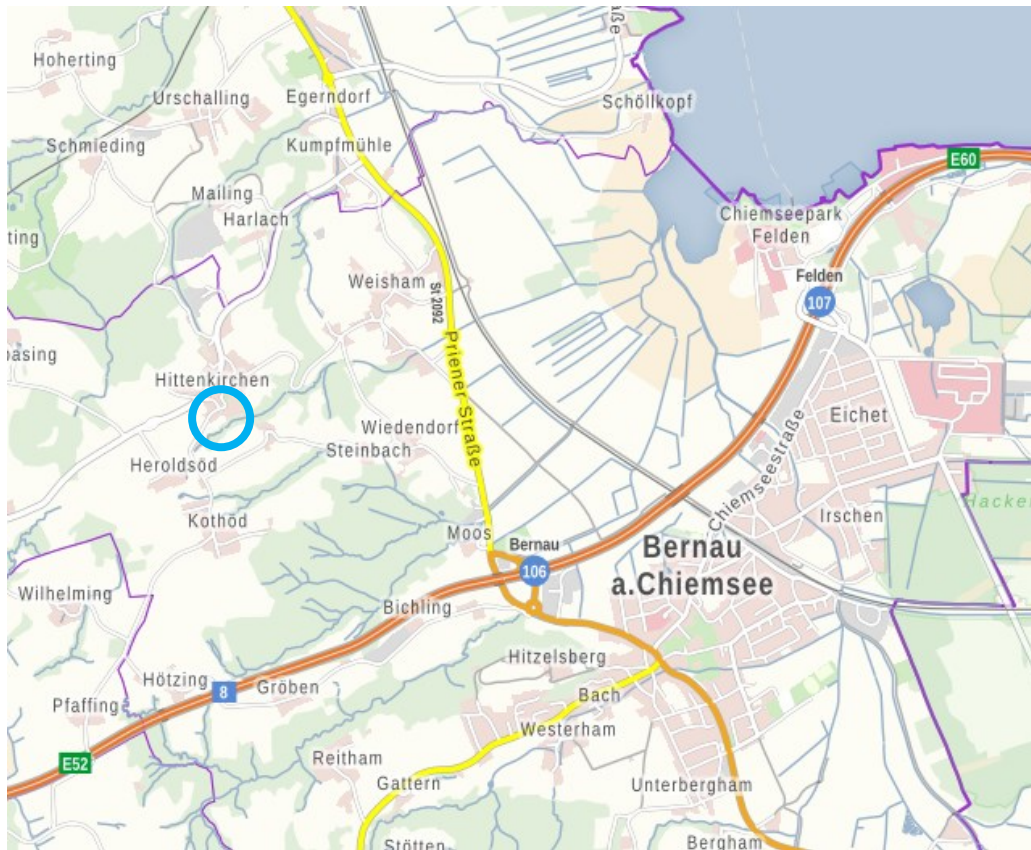 Hoherting
Urschalling
Egerndorf
Schöllkopf
Schmieding
Kumpfmühle
E60
Mailing
Harlach
Chiemseepark
Felden
Weisham
St 2092
Felden
107
Priener Straße
Hittenkirchen
Wiedendorf
Steinbach
Eichet
Heroldsöd
Chiemseestraße
Kothöd
Irschen
Moos
Bernau
106
Bernau
a.Chiemsee
Wilhelming
Bichling
Hitzelsberg
Hötzing
8
Gröben
Bach
Pfaffing
Westerham
E52
Reitham
Gattern
Unterbergham
Stötten
Bergham